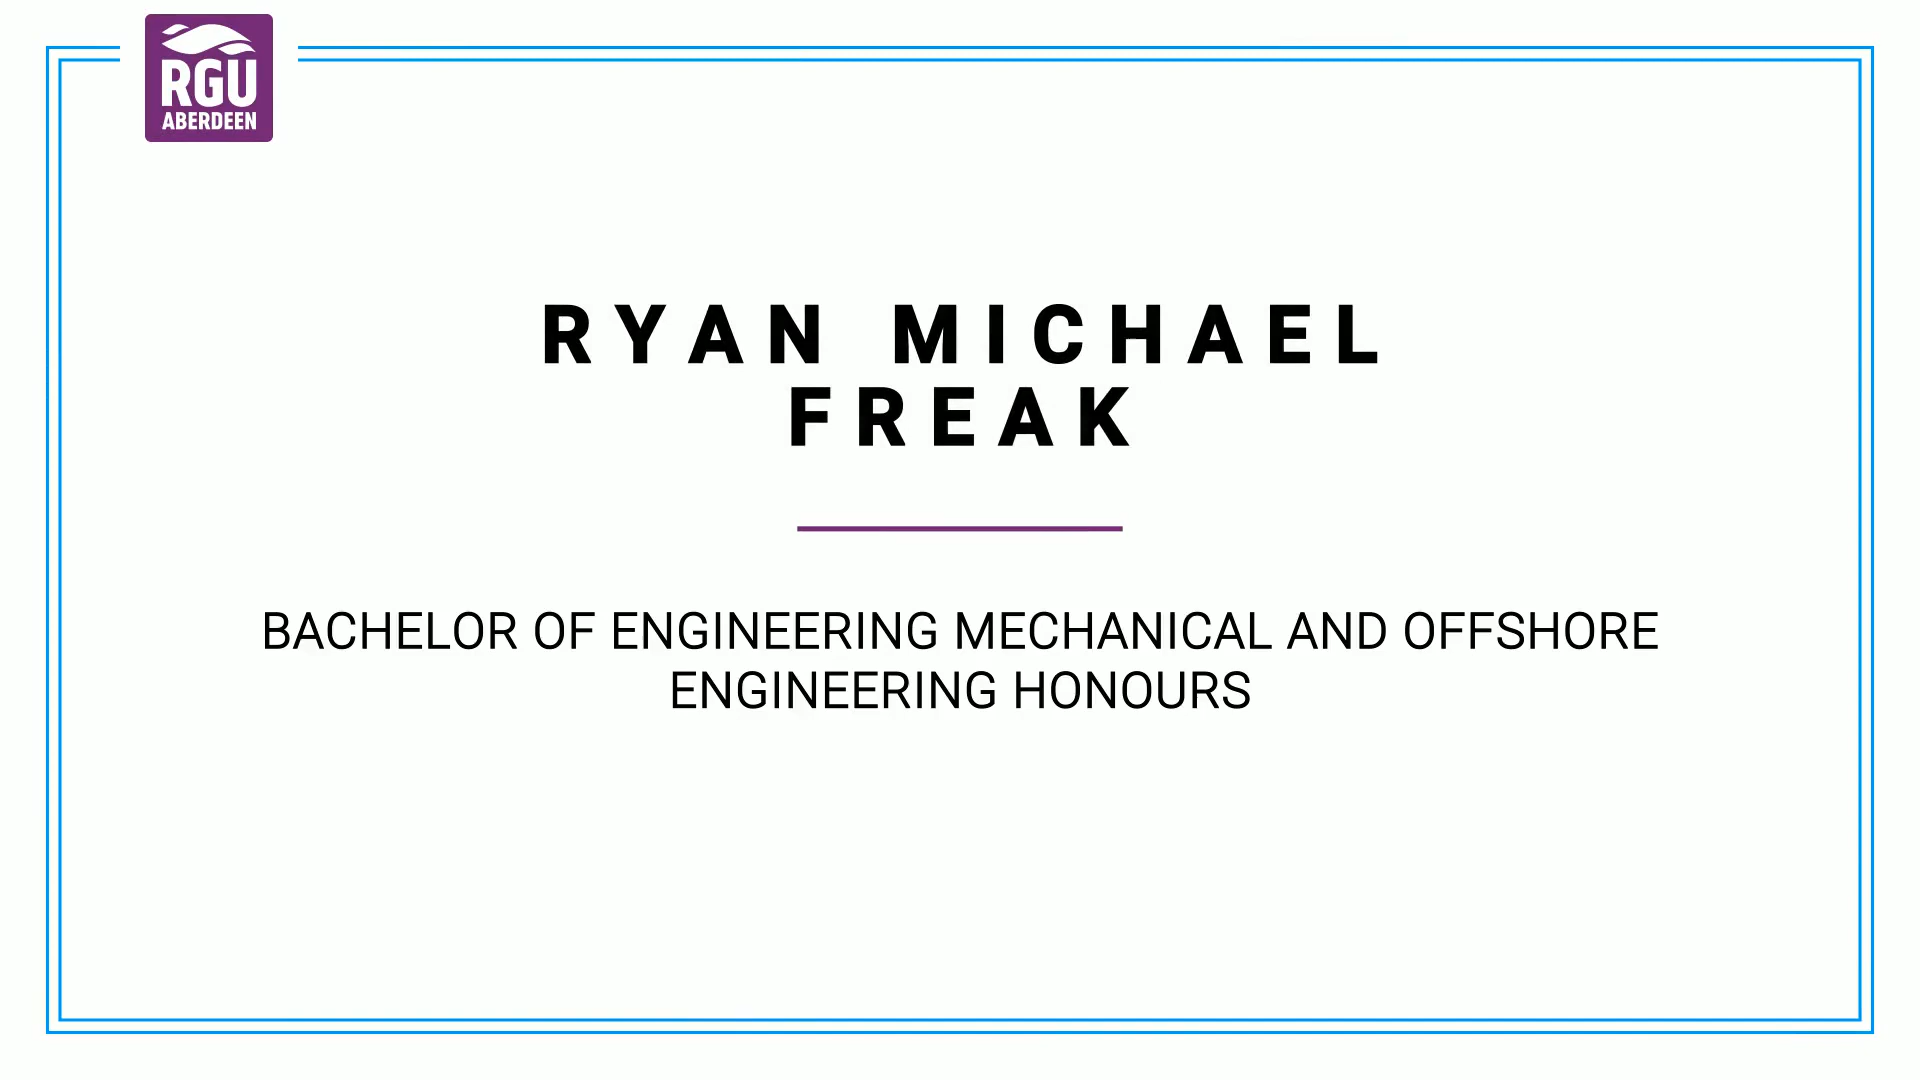 RGU
ABERDEEN
RYAN MICHAEL
FREAK
BACHELOR OF ENGINEERING MECHANICAL AND OFFSHORE
ENGINEERING HONOURS